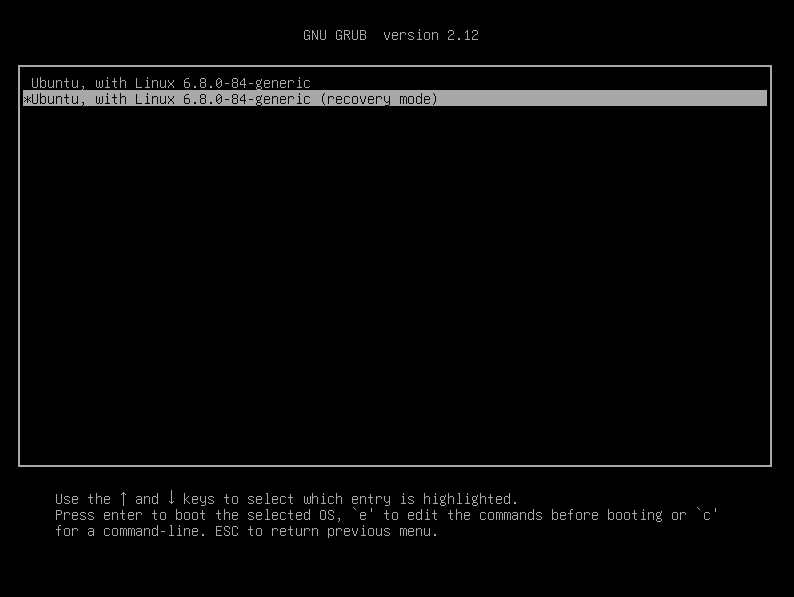 GNU GRUB  version 2.12
 Ubuntu, with Linux 6.8.0-84-generic
*Ubuntu, with Linux 6.8.0-84-generic (recovery mode)
Use the ↑ and ↓ keys to select which entry is highlighted.
Press enter to boot the selected OS, `e' to edit the commands before booting or `c'
for a command-line. ESC to return previous menu.